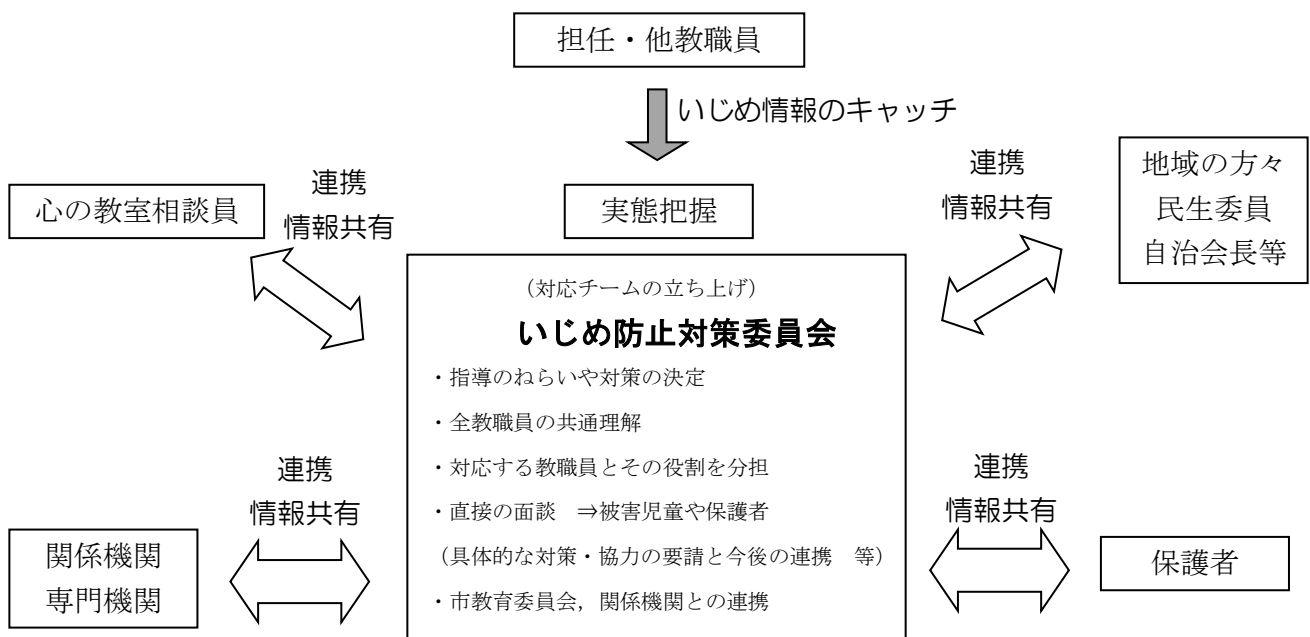 担任・他教職員
いじめ情報のキャッチ
心の教室相談員
連携
情報共有
実態把握
連携
情報共有
地域の方々
民生委員
自治会長等
（対応チームの立ち上げ）
いじめ防止対策委員会
・指導のねらいや対策の決定
・全教職員の共通理解
・対応する教職員とその役割を分担
・直接の面談　⇒被害児童や保護者
（具体的な対策・協力の要請と今後の連携　等）
・市教育委員会，関係機関との連携
連携
情報共有
関係機関
専門機関
連携
情報共有
保護者